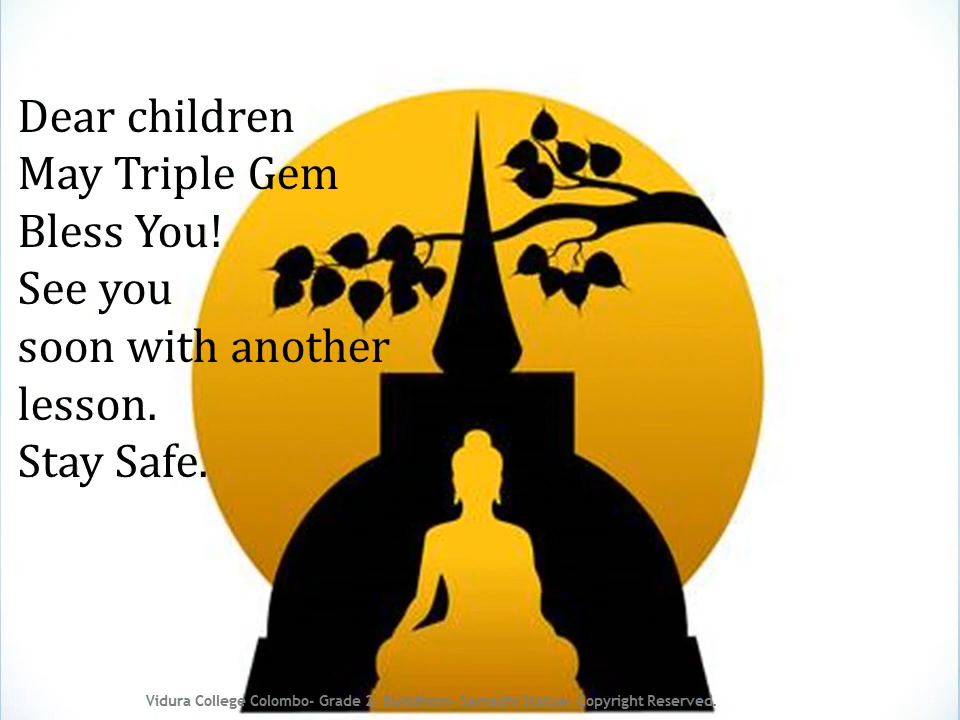 Dear children
May Triple Gem
Bless You!
See you
soon with another
lesson.
Stay Safe.
Vidura College Colombo- Grade 2- Buddhism- Samadhi Statue- Copyright Reserved.